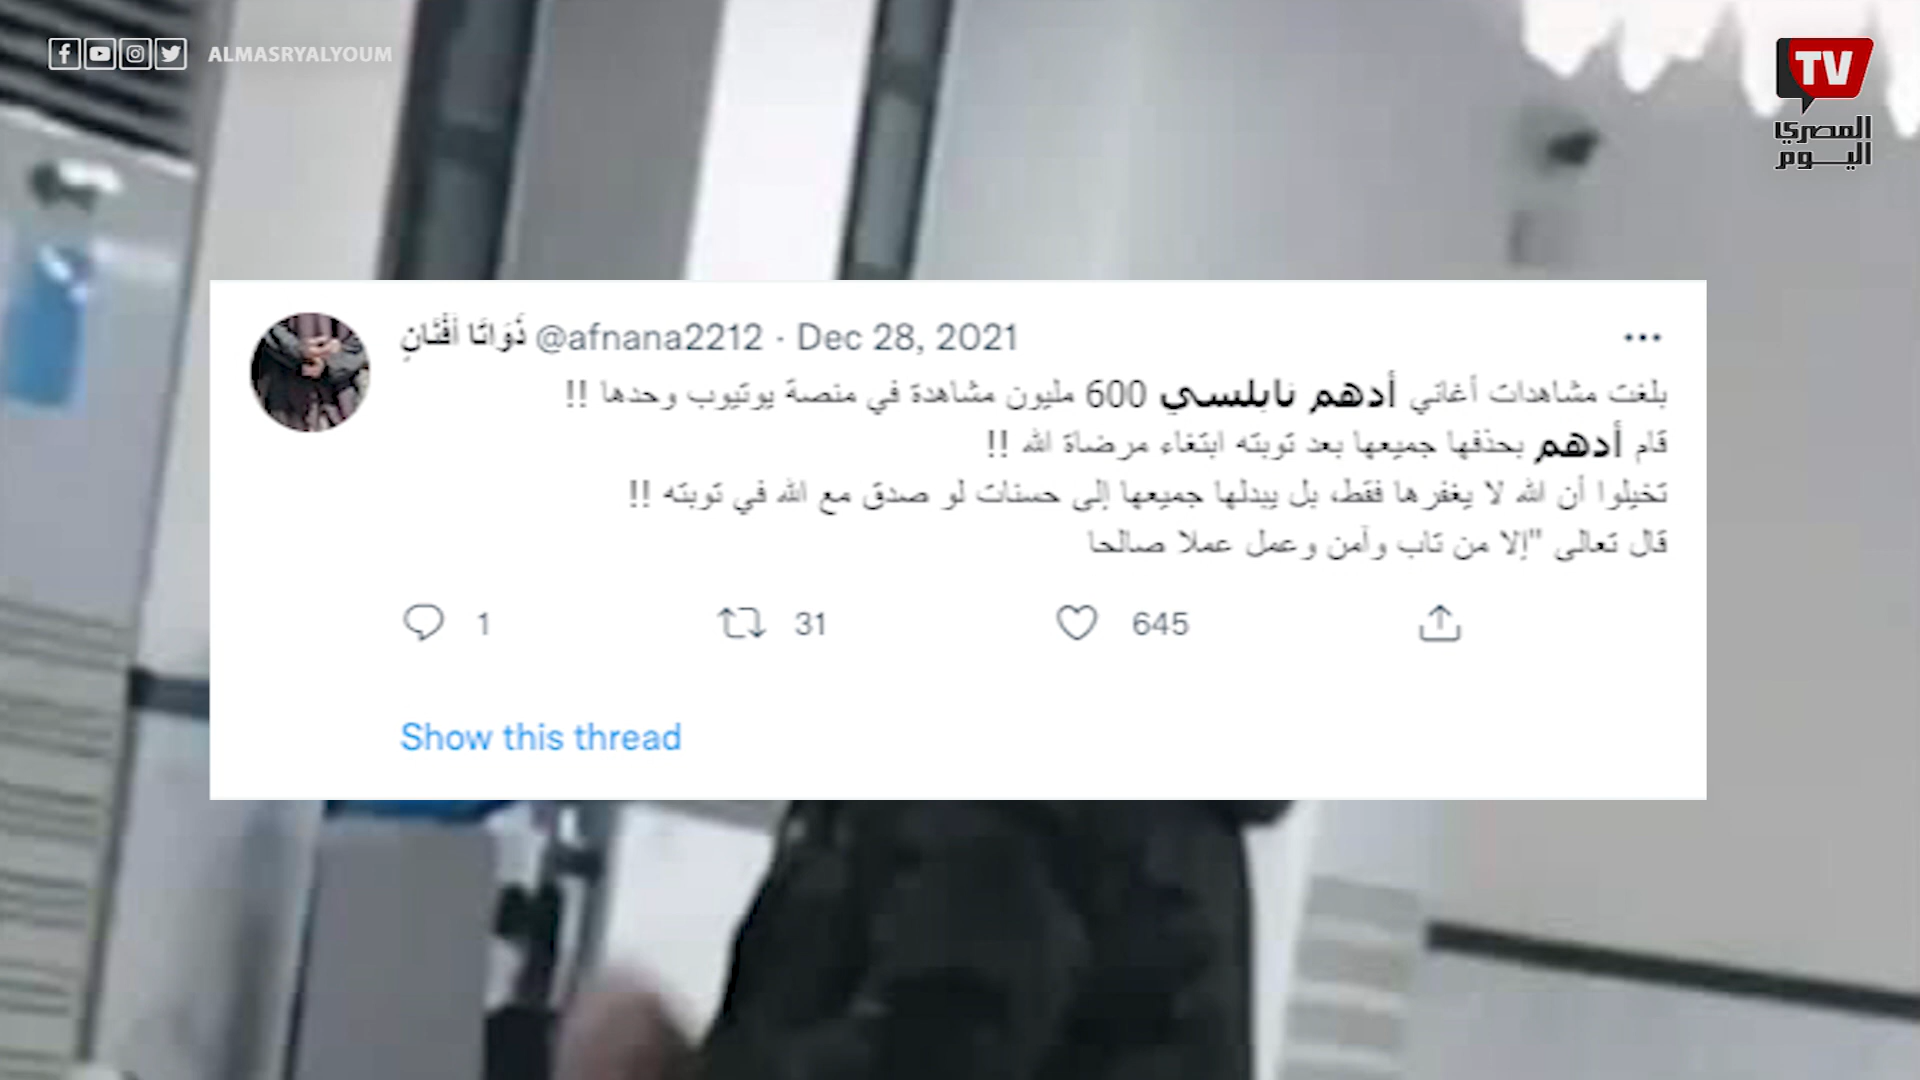 ALMASRYALYOUM
TV
المصري
اليوم
ذَوَاتَا أَفْنَانٍ @afnana2212 · Dec 28, 2021
بلغت مشاهدات أغاني أدهم نابلسي 600 مليون مشاهدة في منصة يوتيوب وحدها !!
قام أدهم بحذفها جميعها بعد توبته ابتغاء مرضاة الله !!
تخيلوا أن الله لا يغفرها فقط، بل يبدلها جميعها إلى حسنات لو صدق مع الله في توبته !!
قال تعالى "إلا من تاب وآمن وعمل عملا صالحا
1 31 645
Show this thread